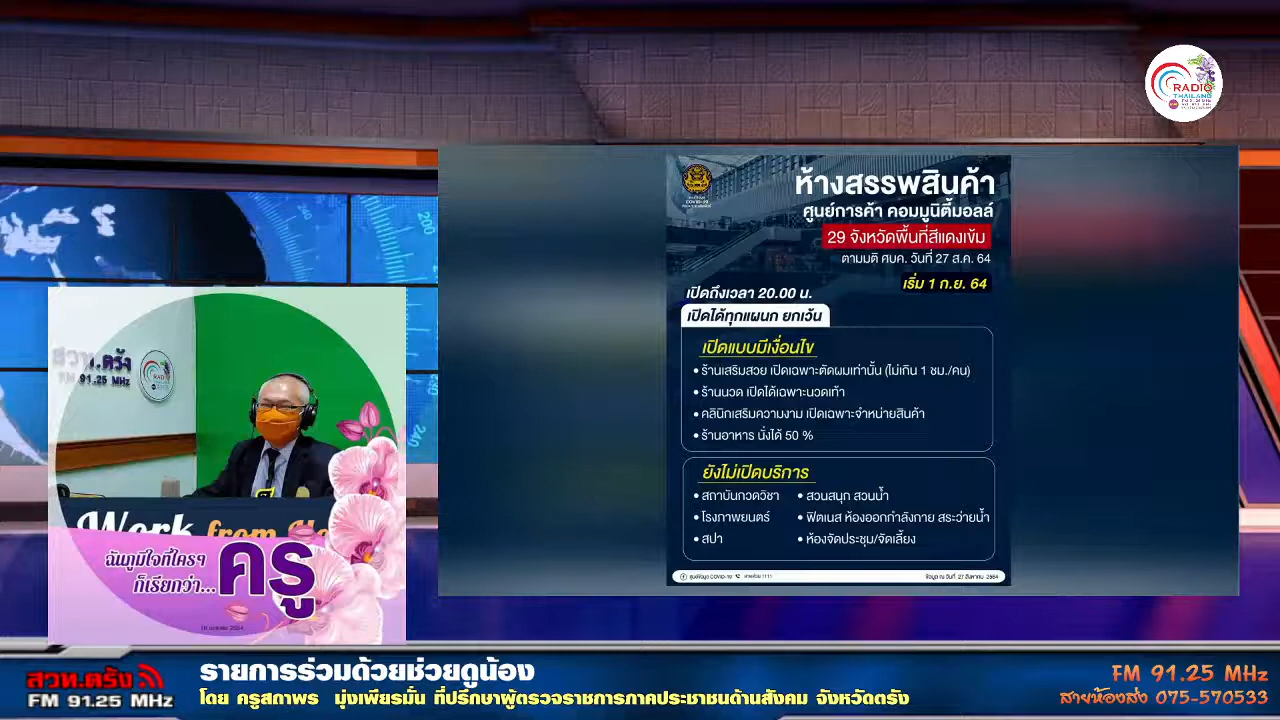 RADIO
THAILAND
ห้างสรรพสินค้า
ศูนย์การค้า คอมมูนิตี้มอลล์
29 จังหวัดพื้นที่สีแดงเข้ม
ตามมติ ศบค. วันที่ 27 ส.ค. 64
เริ่ม 1 ก.ย. 64
เปิดถึงเวลา 20.00 น.
เปิดได้ทุกแผนก ยกเว้น
เปิดแบบมีเงื่อนไข
• ร้านเสริมสวย เปิดเฉพาะตัดผมเท่านั้น (ไม่เกิน 1 ชม./คน)
• ร้านนวด เปิดได้เฉพาะนวดเท้า
• คลินิกเสริมความงาม เปิดเฉพาะจำหน่ายสินค้า
• ร้านอาหาร นั่งได้ 50 %
ยังไม่เปิดบริการ
• สถาบันกวดวิชา • สวนสนุก สวนน้ำ
• โรงภาพยนตร์ • ฟิตเนส ห้องออกกำลังกาย สระว่ายน้ำ
• สปา • ห้องจัดประชุม/จัดเลี้ยง
ศูนย์ข้อมูล COVID-19 สายด่วน 1111 ข้อมูล ณ วันที่ 27 สิงหาคม 2564
สวท.ตรัง
FM 91.25 MHz
Work from
ฉันภูมิใจที่ใครๆ
ก็เรียกว่า... ครู
สวท.ตรัง
FM 91.25 MHz
รายการร่วมด้วยช่วยดูน้อง
โดย ครูสถาพร มุ่งเพียรมั่น ที่ปรึกษาผู้ตรวจราชการภาคประชาชนด้านสังคม จังหวัดตรัง
FM 91.25 MHz
สายห้องส่ง 075-570533